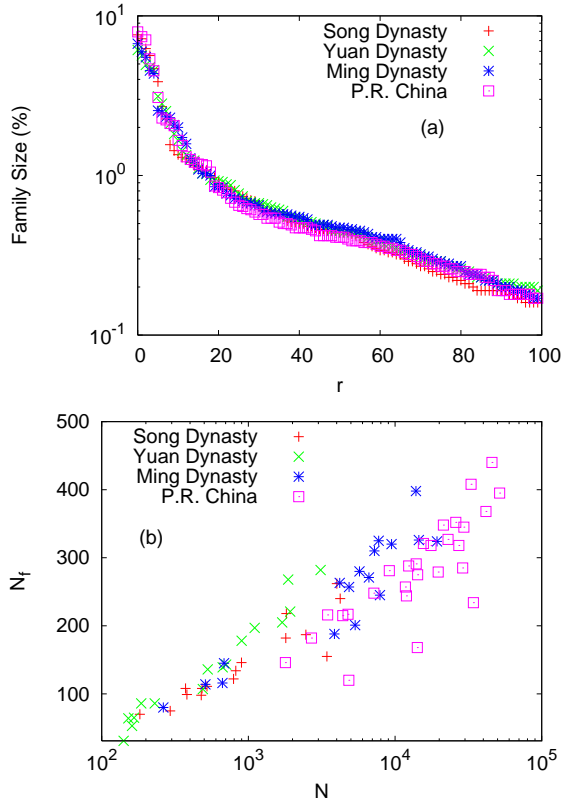 10^1
Song Dynasty
Yuan Dynasty
Ming Dynasty
P.R. China
(a)
Family Size (%)
10^0
10^-1
0 20 40 60 80 100
r
500
Song Dynasty
Yuan Dynasty
Ming Dynasty
P.R. China
400
(b)
300
N_f
200
100
10^2 10^3 10^4 10^5
N